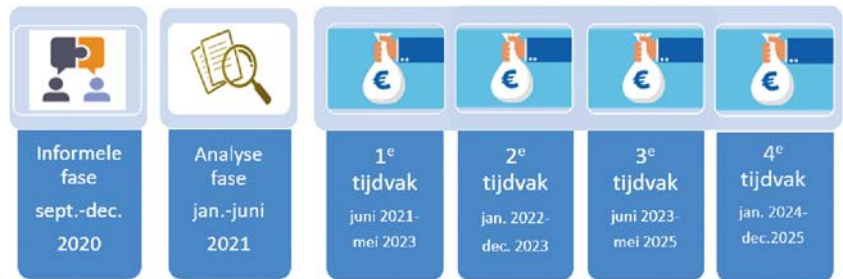 Informele
fase
sept.-dec.
2020
Analyse
fase
jan.-juni
2021
€
1e
tijdvak
juni 2021-
mei 2023
€
2e
tijdvak
jan. 2022-
dec. 2023
€
3e
tijdvak
juni 2023-
mei 2025
€
4e
tijdvak
jan. 2024-
dec.2025